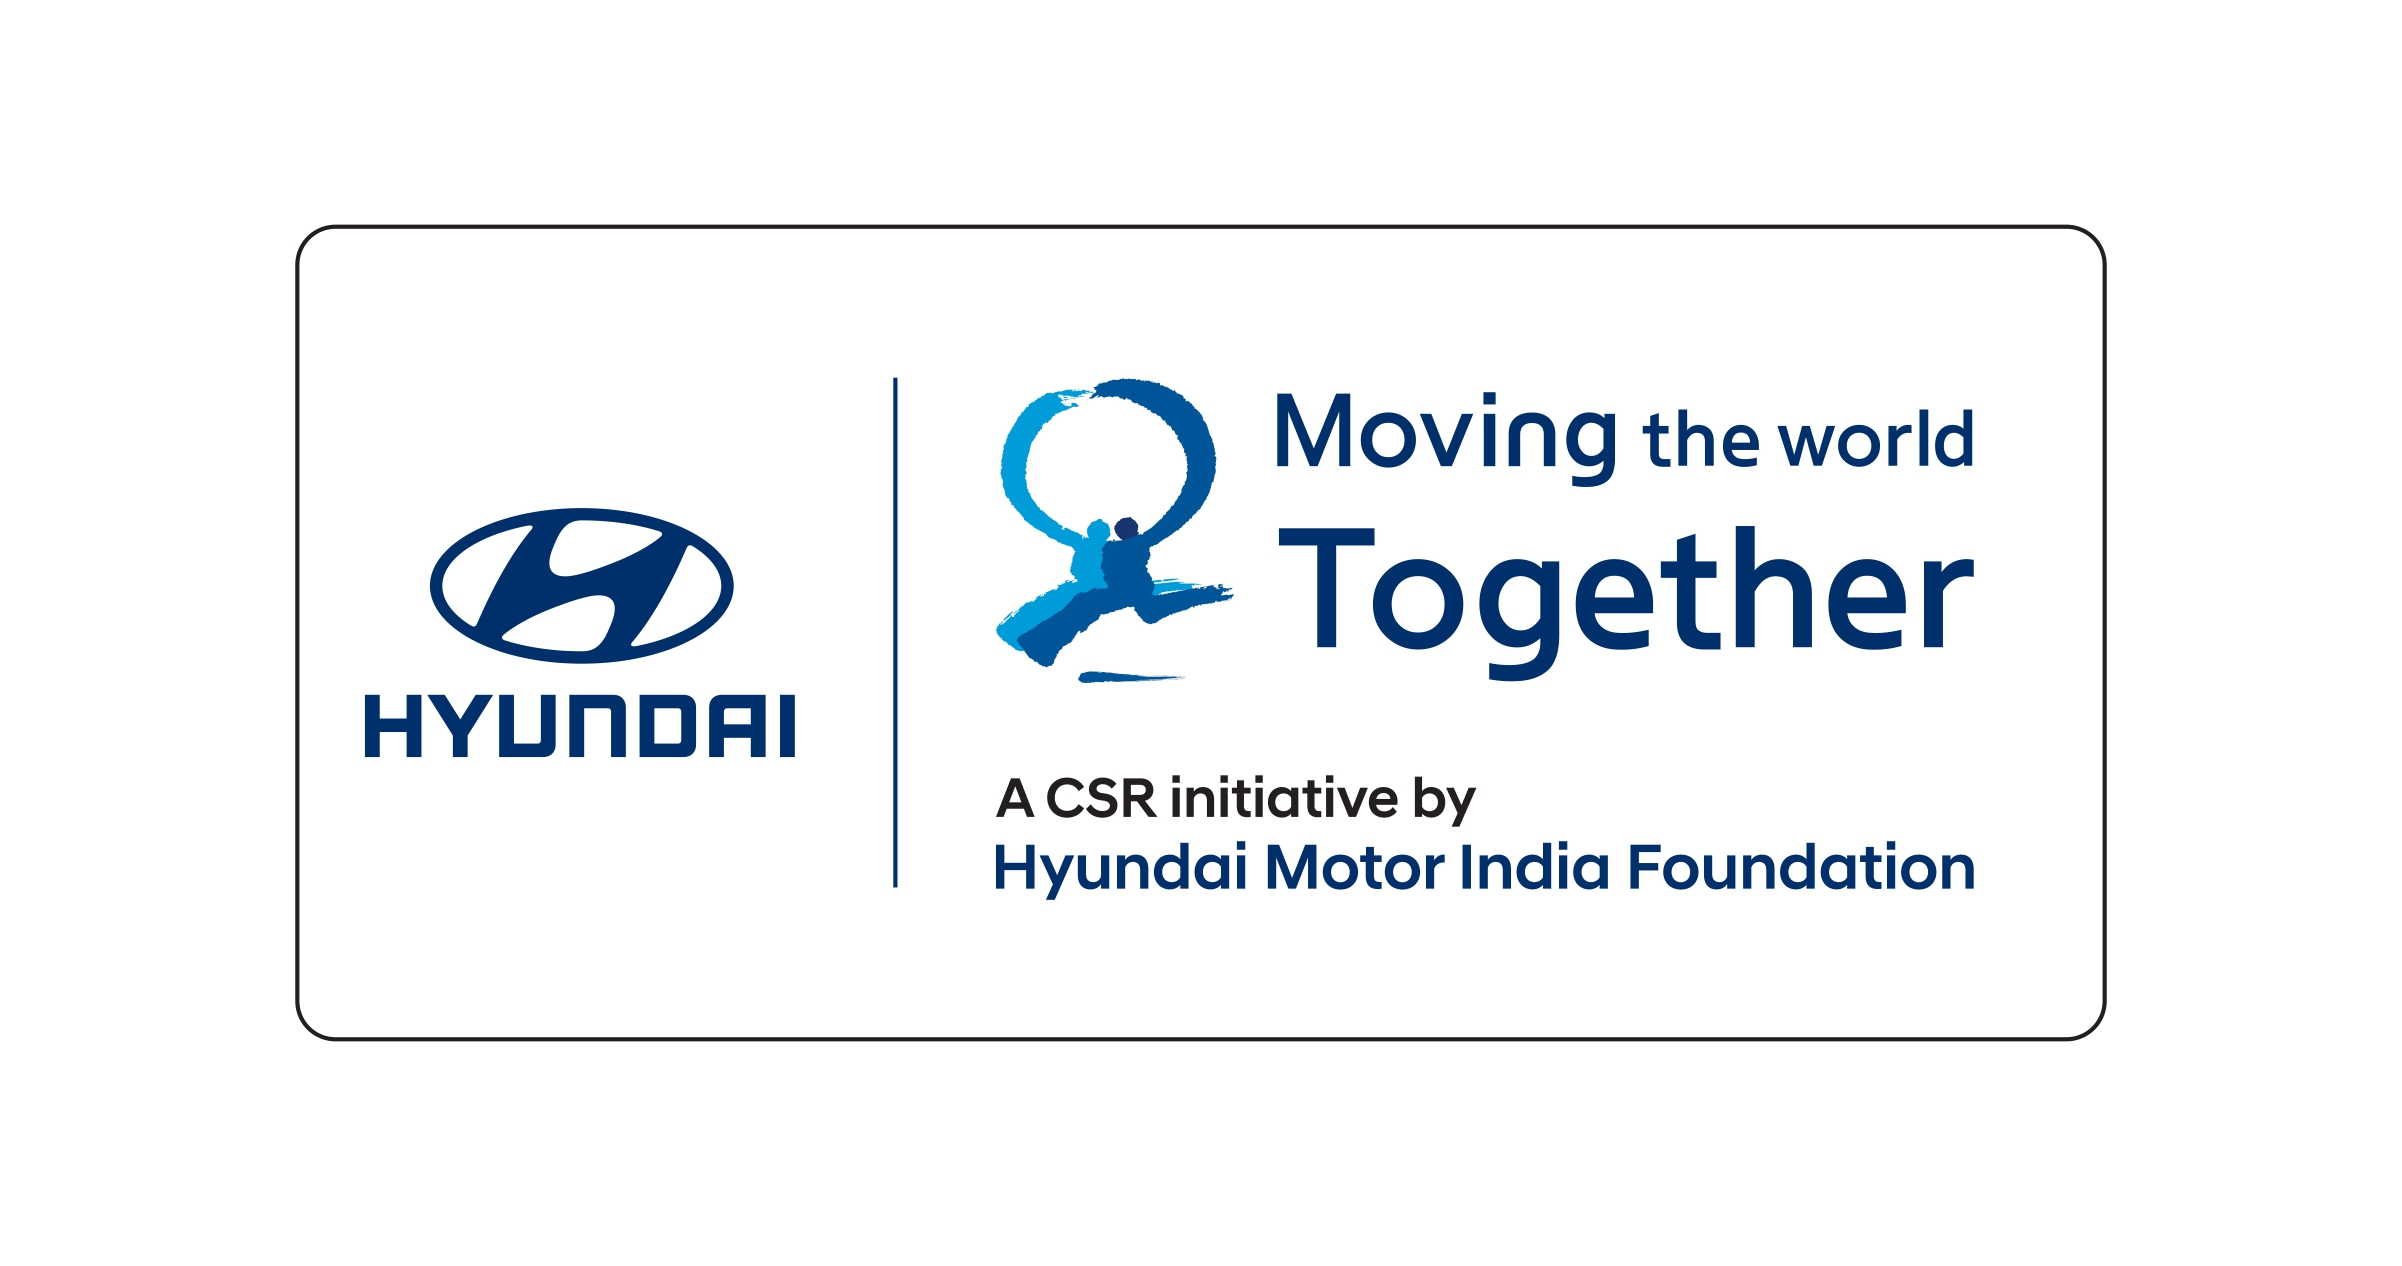 HYUNDAI
Moving the world
Together
A CSR initiative by
Hyundai Motor India Foundation